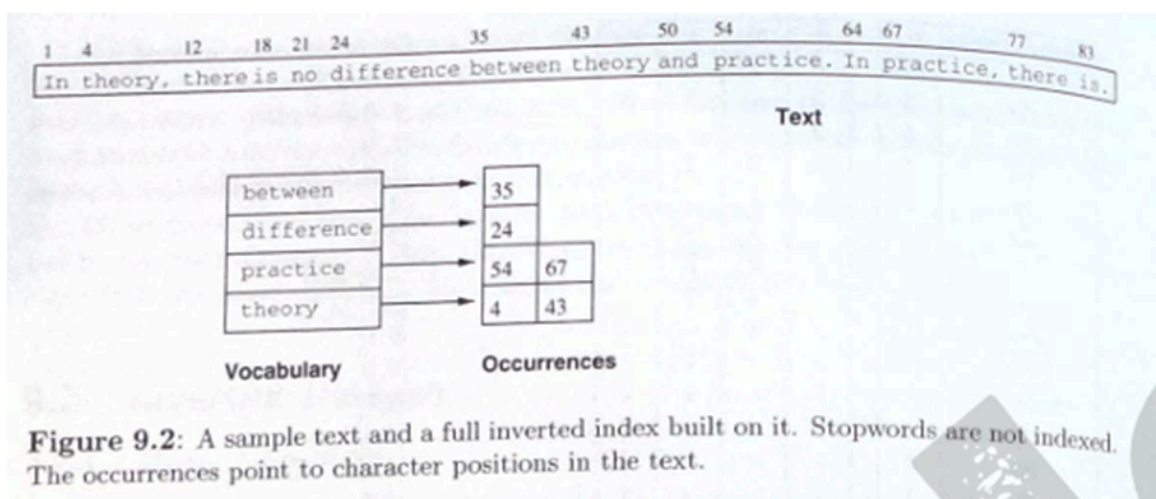 1 4 12 18 21 24 35 43 50 54 64 67 77 83
In theory, there is no difference between theory and practice. In practice, there is.
Text
between 35
difference 24
practice 54 67
theory 4 43
Vocabulary Occurrences
Figure 9.2: A sample text and a full inverted index built on it. Stopwords are not indexed.
The occurrences point to character positions in the text.